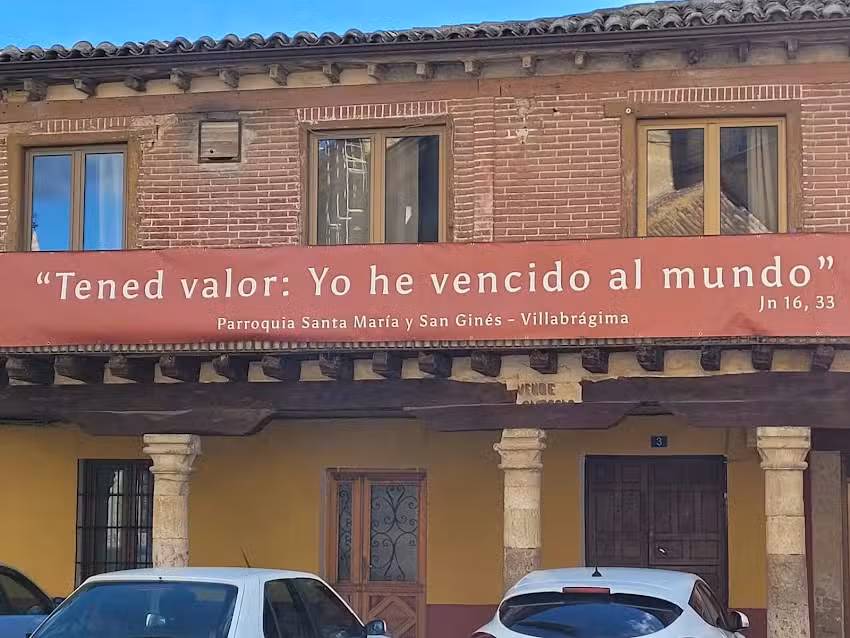 “Tened valor: Yo he vencido al mundo”
Jn 16, 33
Parroquia Santa María y San Ginés – Villabrágima
VENDE
3